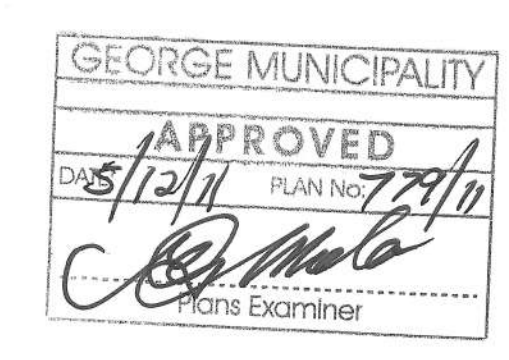 GEORGE MUNICIPALITY
APPROVED
DATE 5/12/11 PLAN No: 779/11
Plans Examiner